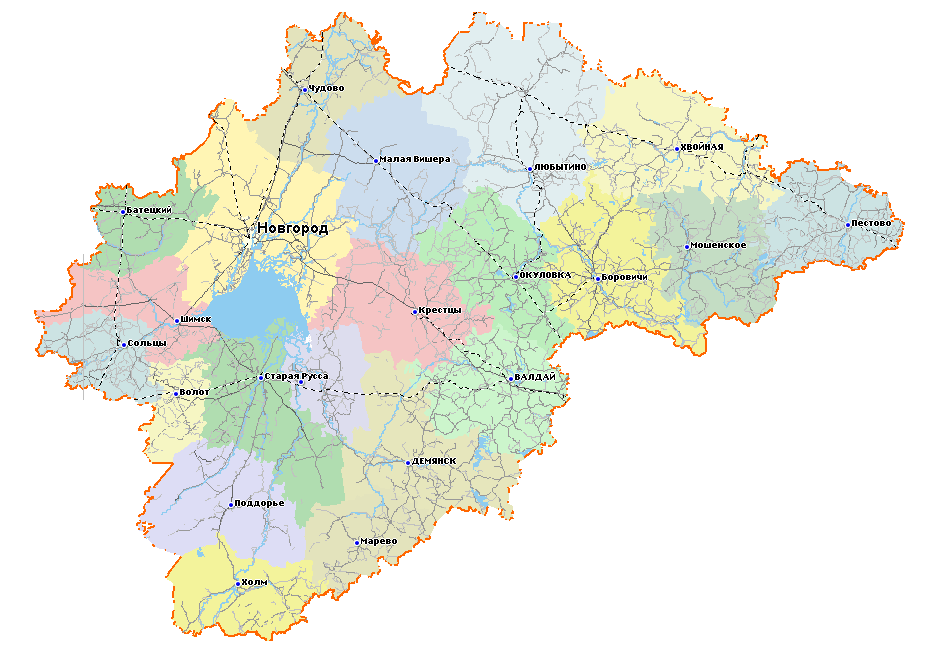 Чудово
ХВОЙНАЯ
Малая Вишера
ЛЮБЫТИНО
Батецкий
Новгород
Пестово
Мошенское
ОКУЛОВКА
Боровичи
Крестцы
Шимск
Сольцы
Старая Русса
ВАЛДАЙ
Волот
ДЕМЯНСК
Поддорье
Марево
Холм